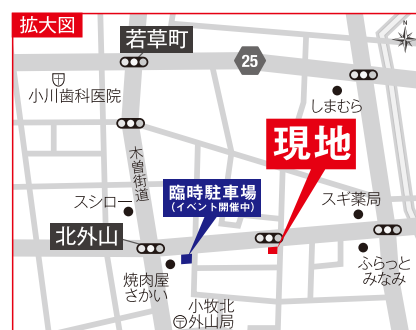 拡大図
N
若草町
25
小川歯科医院
しまむら
木曽街道
現地
臨時駐車場
(イベント開催中)
スシロー
スギ薬局
北外山
焼肉屋
さかい
ふらっと
みなみ
小牧北
〒外山局